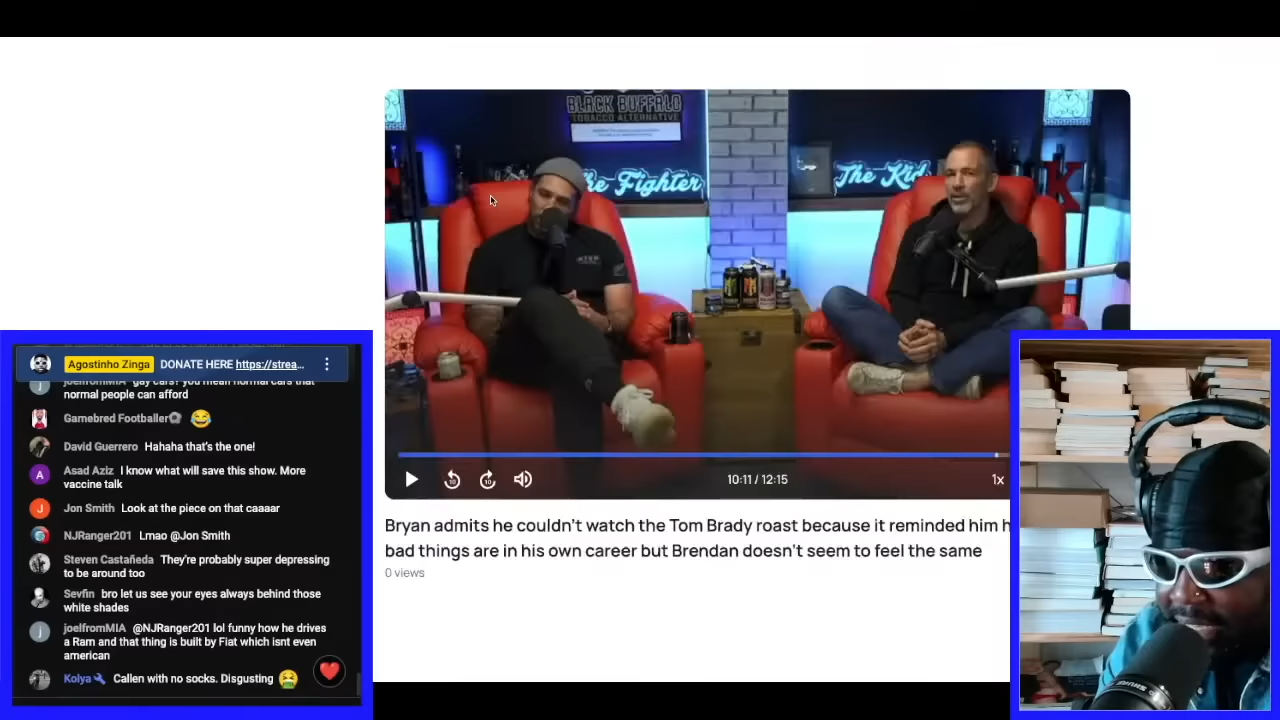 BLACK BUFFALO
TOBACCO ALTERNATIVE
The Fighter
The Kid
K
10:11 / 12:15
1x
Bryan admits he couldn't watch the Tom Brady roast because it reminded him h
bad things are in his own career but Brendan doesn't seem to feel the same
0 views
Agostinho Zinga DONATE HERE https://strea...
joelfromMIA gay cars? you mean normal cars that
normal people can afford
Gamebred Footballer⚽ 😂
David Guerrero Hahaha that's the one!
A
Asad Aziz I know what will save this show. More
vaccine talk
J
Jon Smith Look at the piece on that caaaar
NJRanger201 Lmao @Jon Smith
Steven Castañeda They're probably super depressing
to be around too
Sevfin bro let us see your eyes always behind those
white shades
j
joelfromMIA @NJRanger201 lol funny how he drives
a Ram and that thing is built by Fiat which isnt even
american
Kolya🔧 Callen with no socks. Disgusting 🤮
SHURE